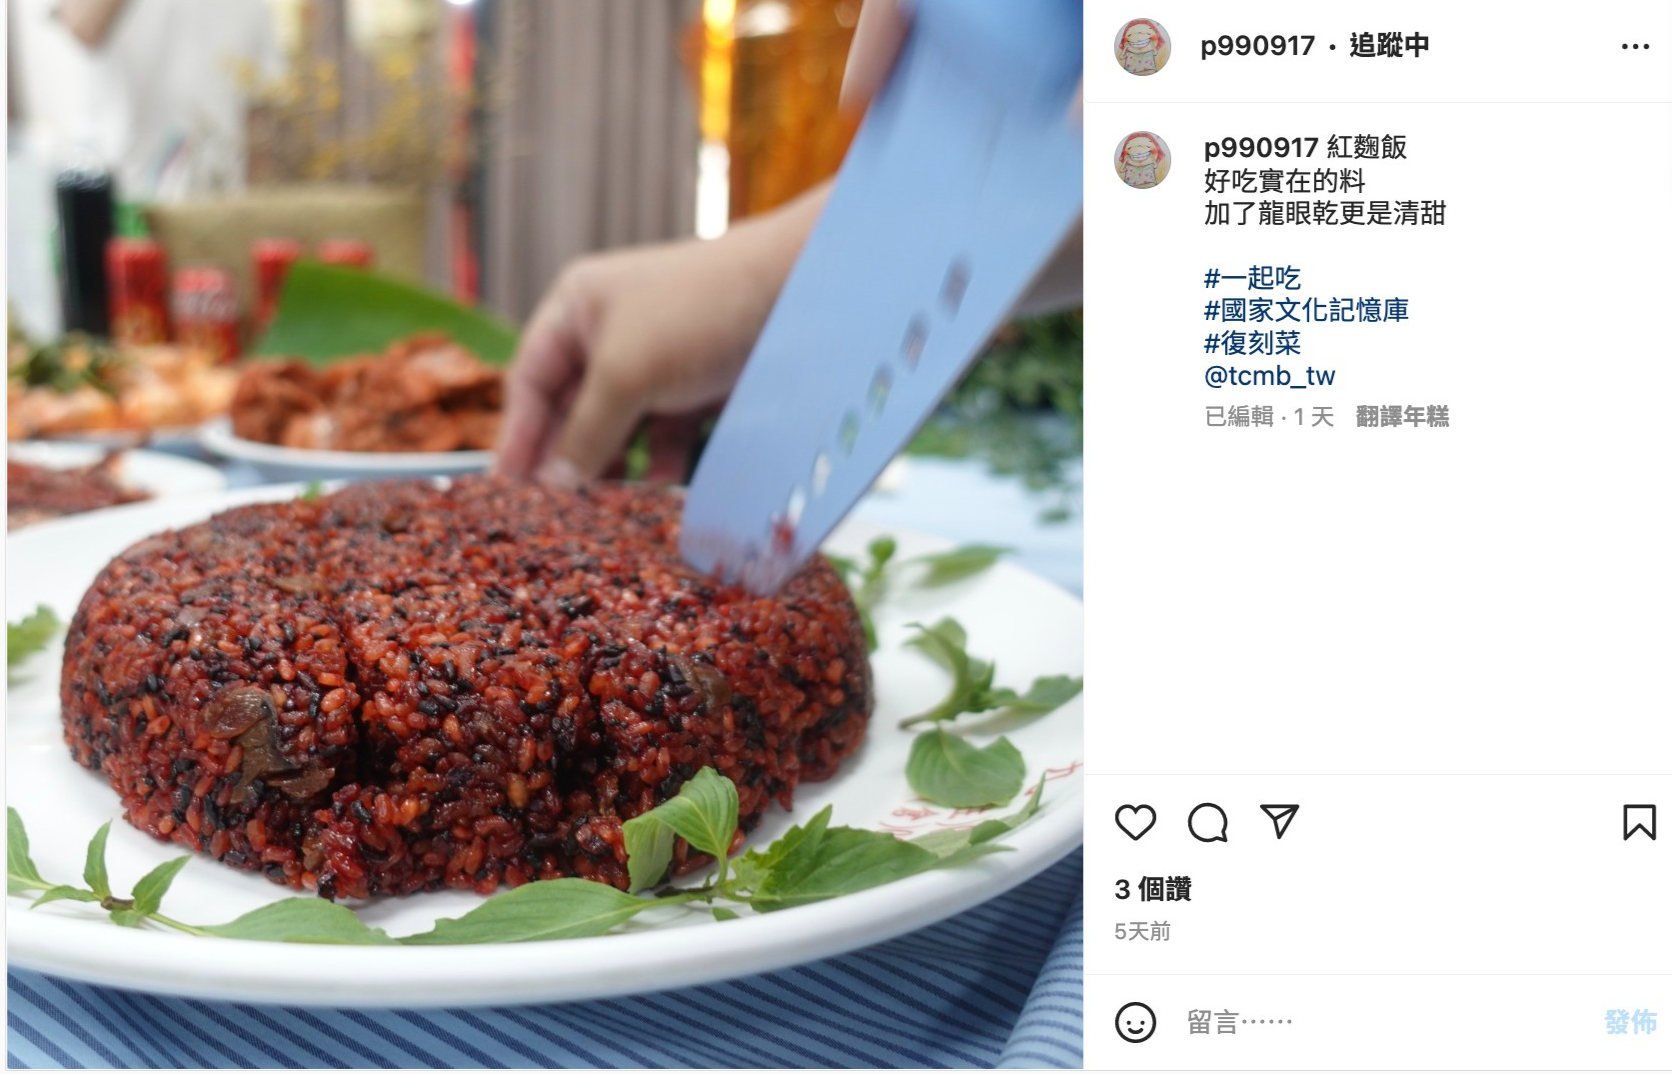 p990917 • 追蹤中
p990917 紅麴飯
好吃實在的料
加了龍眼乾更是清甜
#一起吃
#國家文化記憶庫
#復刻菜
@tcmb_tw
已編輯 · 1 天 翻譯年糕
3 個讚
5天前
留言⋯⋯
發佈